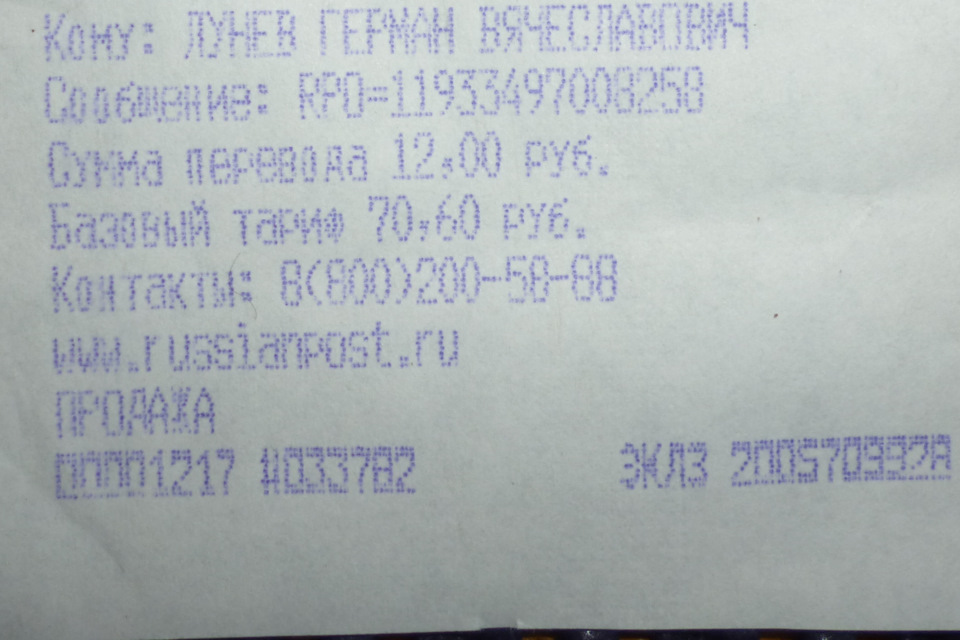 Кому: ЛУНЕВ ГЕРМАН ВЯЧЕСЛАВОВИЧ
Сообщение: RPO=11933497008258
Сумма перевода 12,00 руб.
Базовый тариф 70,60 руб.
Контакты: 8(800)200-58-88
www.russianpost.ru
ПРОДАЖА
00001217 #033782 ЭКЛЗ 2005709928